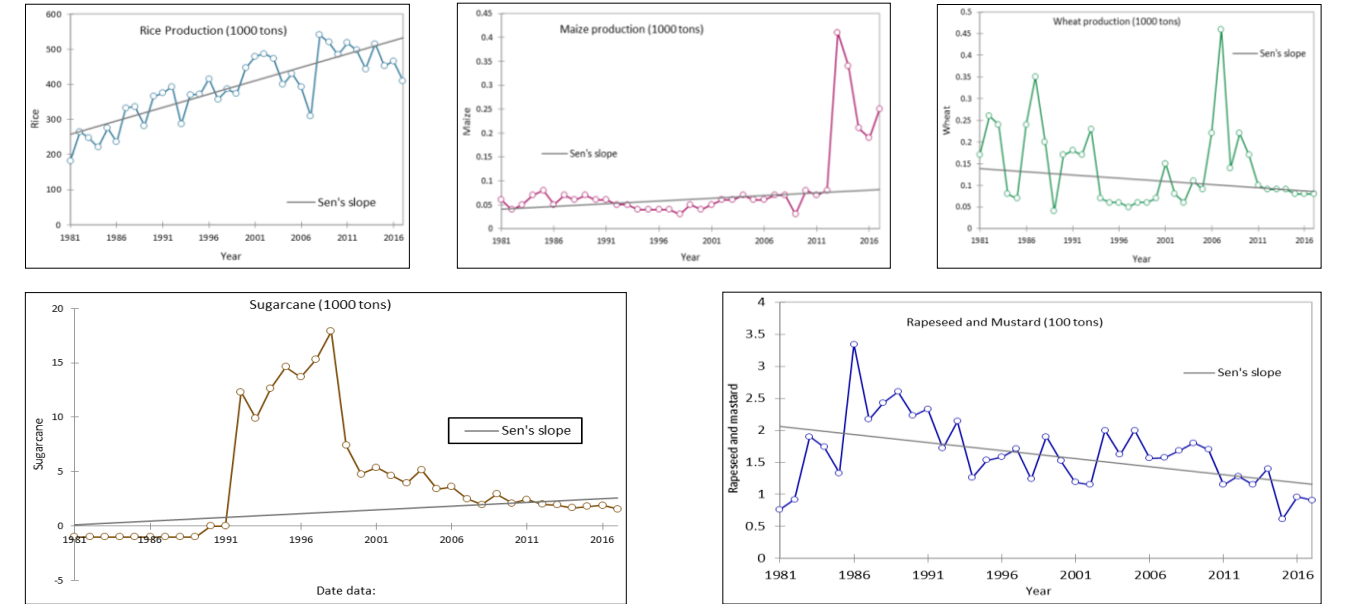 Rice Production (1000 tons)
600
500
400
300
200
100
0
Rice
Sen's slope
1981 1986 1991 1996 2001 2006 2011 2016
Year
Maize production (1000 tons)
0.45
0.4
0.35
0.3
0.25
0.2
0.15
0.1
0.05
0
Maize
Sen's slope
1981 1986 1991 1996 2001 2006 2011 2016
Year
Wheat production (1000 tons)
0.5
0.45
0.4
0.35
0.3
0.25
0.2
0.15
0.1
0.05
0
Wheat
Sen's slope
1981 1986 1991 1996 2001 2006 2011 2016
Year
Sugarcane (1000 tons)
20
15
10
5
0
-5
Sugarcane
Sen's slope
1981 1986 1991 1996 2001 2006 2011 2016
Date data:
Rapeseed and Mustard (100 tons)
4
3.5
3
2.5
2
1.5
1
0.5
0
Rapeseed and mastard
Sen's slope
1981 1986 1991 1996 2001 2006 2011 2016
Year